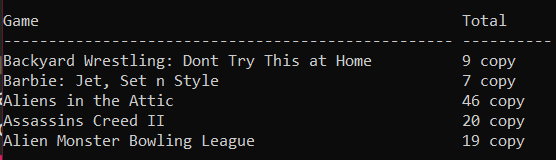 Game Total
-------------------------------------------------- ----------
Backyard Wrestling: Dont Try This at Home 9 copy
Barbie: Jet, Set n Style 7 copy
Aliens in the Attic 46 copy
Assassins Creed II 20 copy
Alien Monster Bowling League 19 copy